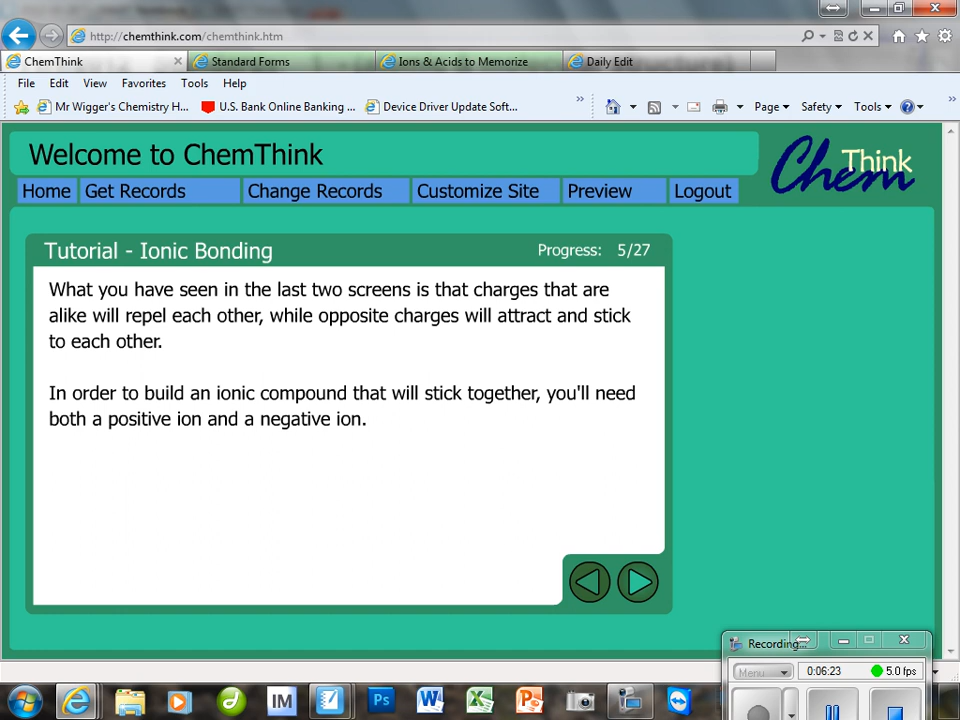 http://chemthink.com/chemthink.htm
ChemThink
Standard Forms
Ions & Acids to Memorize
Daily Edit
File Edit View Favorites Tools Help
Mr Wigger's Chemistry H...
U.S. Bank Online Banking ...
Device Driver Update Soft...
Page Safety Tools
Welcome to ChemThink
Chem Think
Home Get Records Change Records Customize Site Preview Logout
Tutorial - Ionic Bonding
Progress: 5/27
What you have seen in the last two screens is that charges that are
alike will repel each other, while opposite charges will attract and stick
to each other.
In order to build an ionic compound that will stick together, you'll need
both a positive ion and a negative ion.
Recording...
Menu 0:06:23 5.0 fps
IM Ps W X P